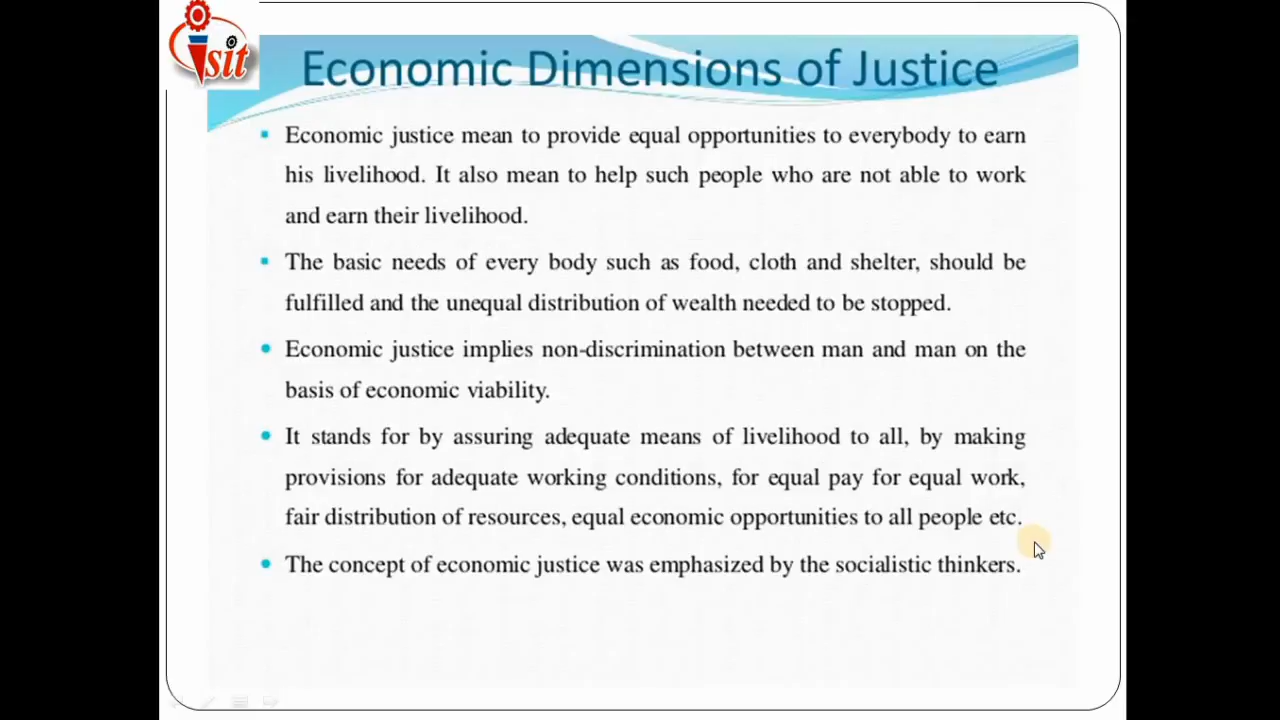 isit
Economic Dimensions of Justice
Economic justice mean to provide equal opportunities to everybody to earn
his livelihood. It also mean to help such people who are not able to work
and earn their livelihood.
The basic needs of every body such as food, cloth and shelter, should be
fulfilled and the unequal distribution of wealth needed to be stopped.
Economic justice implies non-discrimination between man and man on the
basis of economic viability.
It stands for by assuring adequate means of livelihood to all, by making
provisions for adequate working conditions, for equal pay for equal work,
fair distribution of resources, equal economic opportunities to all people etc.
The concept of economic justice was emphasized by the socialistic thinkers.